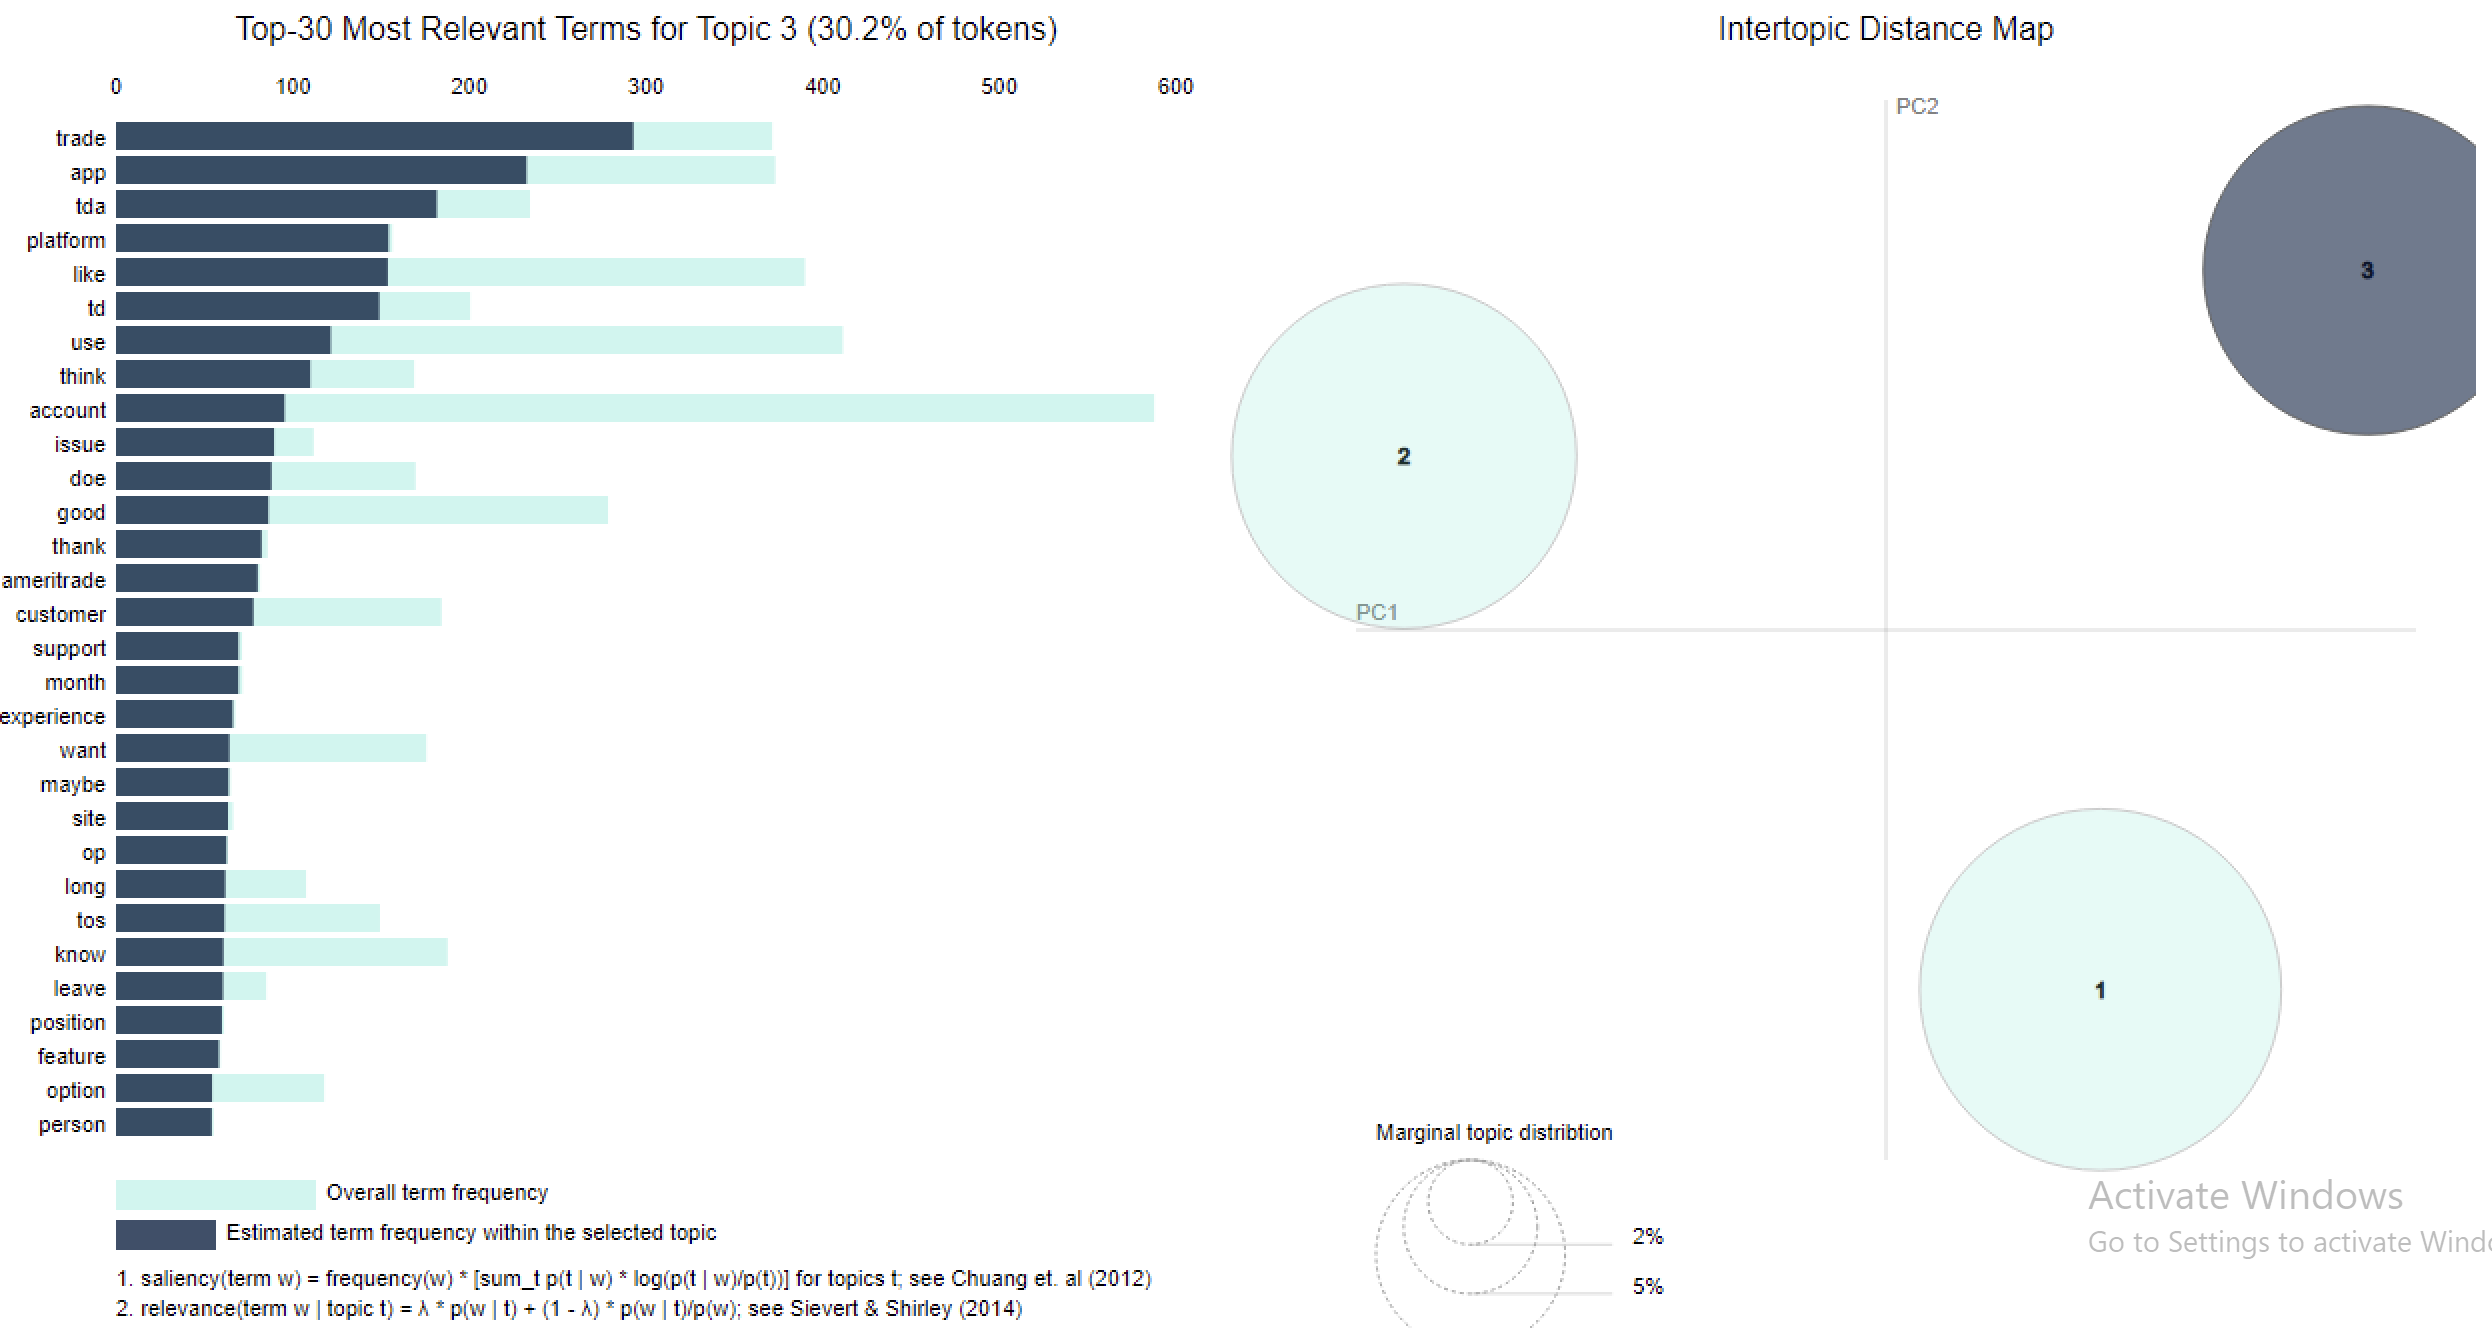 Top-30 Most Relevant Terms for Topic 3 (30.2% of tokens)
0 100 200 300 400 500 600
trade
app
tda
platform
like
td
use
think
account
issue
doe
good
thank
ameritrade
customer
support
month
experience
want
maybe
site
op
long
tos
know
leave
position
feature
option
person
Overall term frequency
Estimated term frequency within the selected topic
1. saliency(term w) = frequency(w) * [sum_t p(t | w) * log(p(t | w)/p(t))] for topics t; see Chuang et. al (2012)
2. relevance(term w | topic t) = λ * p(w | t) + (1 - λ) * p(w | t)/p(w); see Sievert & Shirley (2014)
Intertopic Distance Map
PC2
3
2
PC1
1
Marginal topic distribtion
2%
5%
Activate Windows
Go to Settings to activate